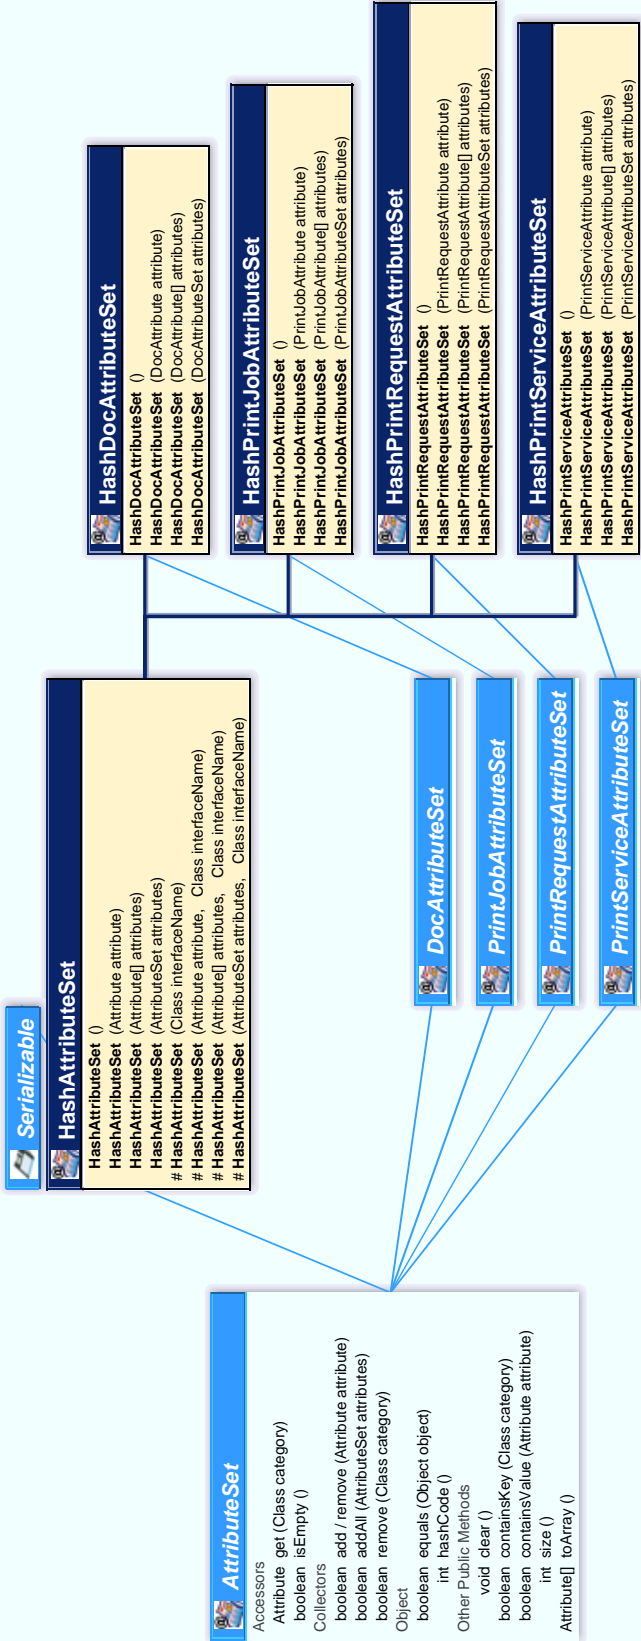 AttributeSet
Accessors
Attribute get (Class category)
boolean isEmpty ()
Collectors
boolean add / remove (Attribute attribute)
boolean addAll (AttributeSet attributes)
boolean remove (Class category)
Object
boolean equals (Object object)
int hashCode ()
Other Public Methods
void clear ()
boolean containsKey (Class category)
boolean containsValue (Attribute attribute)
int size ()
Attribute[] toArray ()
Serializable
HashAttributeSet
HashAttributeSet ()
HashAttributeSet (Attribute attribute)
HashAttributeSet (Attribute[] attributes)
HashAttributeSet (AttributeSet attributes)
# HashAttributeSet (Class interfaceName)
# HashAttributeSet (Attribute attribute, Class interfaceName)
# HashAttributeSet (Attribute[] attributes, Class interfaceName)
# HashAttributeSet (AttributeSet attributes, Class interfaceName)
DocAttributeSet
PrintJobAttributeSet
PrintRequestAttributeSet
PrintServiceAttributeSet
HashDocAttributeSet
HashDocAttributeSet ()
HashDocAttributeSet (DocAttribute attribute)
HashDocAttributeSet (DocAttribute[] attributes)
HashDocAttributeSet (DocAttributeSet attributes)
HashPrintJobAttributeSet
HashPrintJobAttributeSet ()
HashPrintJobAttributeSet (PrintJobAttribute attribute)
HashPrintJobAttributeSet (PrintJobAttribute[] attributes)
HashPrintJobAttributeSet (PrintJobAttributeSet attributes)
HashPrintRequestAttributeSet
HashPrintRequestAttributeSet ()
HashPrintRequestAttributeSet (PrintRequestAttribute attribute)
HashPrintRequestAttributeSet (PrintRequestAttribute[] attributes)
HashPrintRequestAttributeSet (PrintRequestAttributeSet attributes)
HashPrintServiceAttributeSet
HashPrintServiceAttributeSet ()
HashPrintServiceAttributeSet (PrintServiceAttribute attribute)
HashPrintServiceAttributeSet (PrintServiceAttribute[] attributes)
HashPrintServiceAttributeSet (PrintServiceAttributeSet attributes)